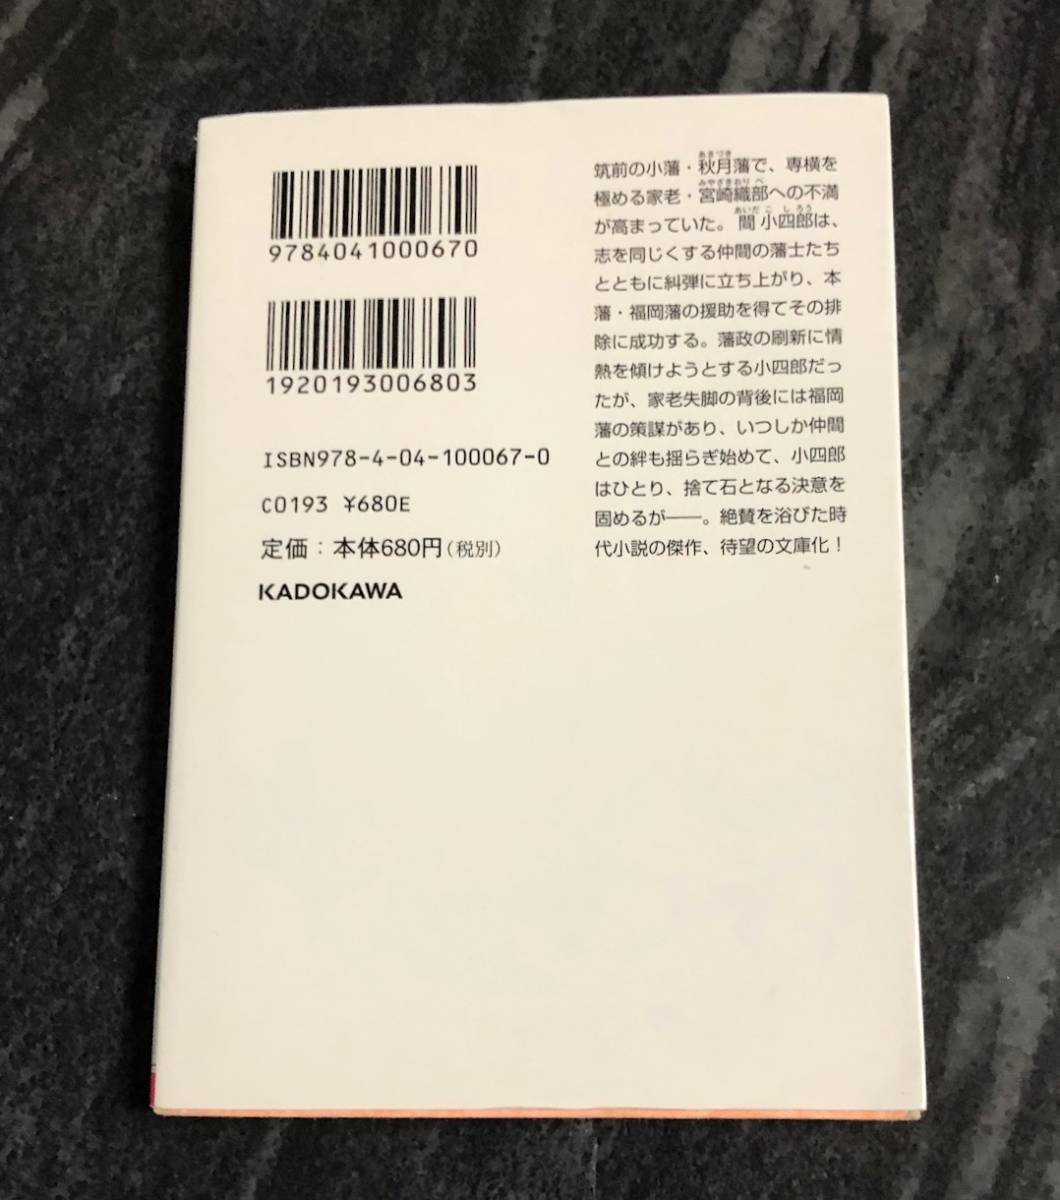 9784041000670
1920193006803
ISBN978-4-04-100067-0
C0193 ¥680E
定価：本体680円（税別）
KADOKAWA
筑前の小藩・秋月藩で、専横を
極める家老・宮崎織部への不満
が高まっていた。間小四郎は、
志を同じくする仲間の藩士たち
とともに糾弾に立ち上がり、本
藩・福岡藩の援助を得てその排
除に成功する。藩政の刷新に情
熱を傾けようとする小四郎だっ
たが、家老失脚の背後には福岡
藩の策謀があり、いつしか仲間
との絆も揺らぎ始めて、小四郎
はひとり、捨て石となる決意を
固めるが――。絶賛を浴びた時
代小説の傑作、待望の文庫化！